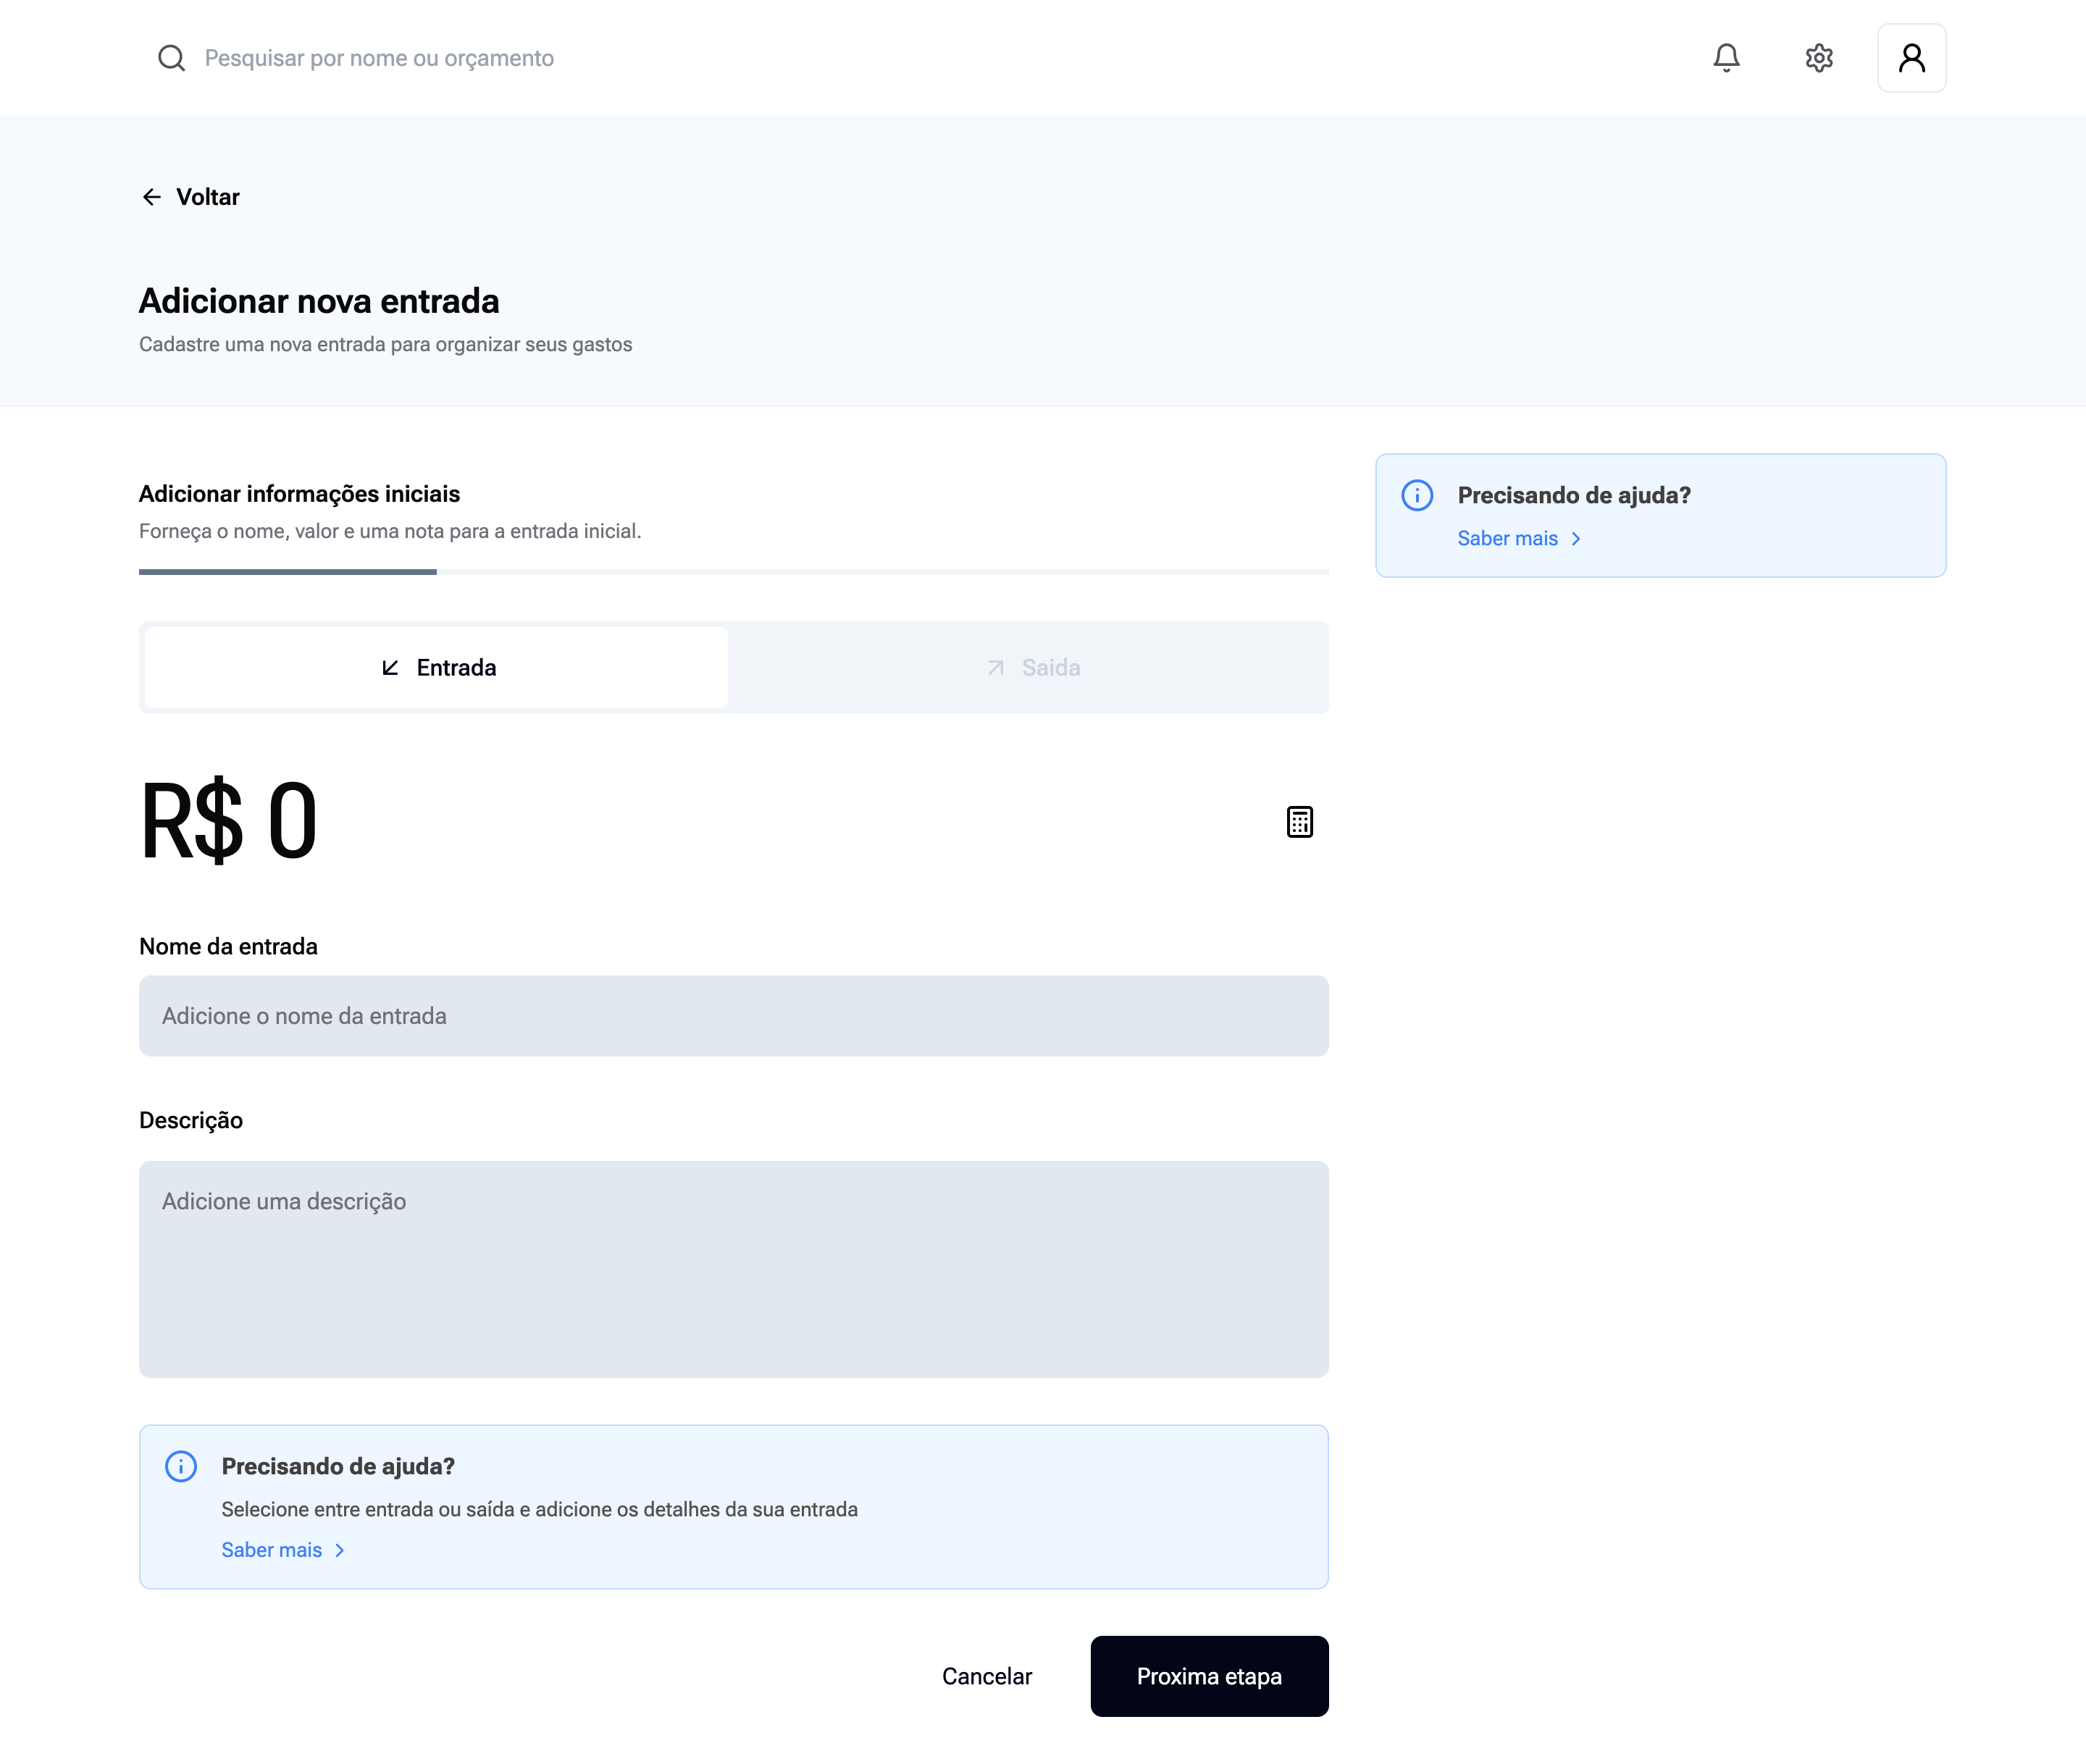 Pesquisar por nome ou orçamento
Voltar
Adicionar nova entrada
Cadastre uma nova entrada para organizar seus gastos
Adicionar informações iniciais
Forneça o nome, valor e uma nota para a entrada inicial.
Precisando de ajuda?
Saber mais
Entrada
Saida
R$ 0
Nome da entrada
Adicione o nome da entrada
Descrição
Adicione uma descrição
Precisando de ajuda?
Selecione entre entrada ou saída e adicione os detalhes da sua entrada
Saber mais
Cancelar
Proxima etapa